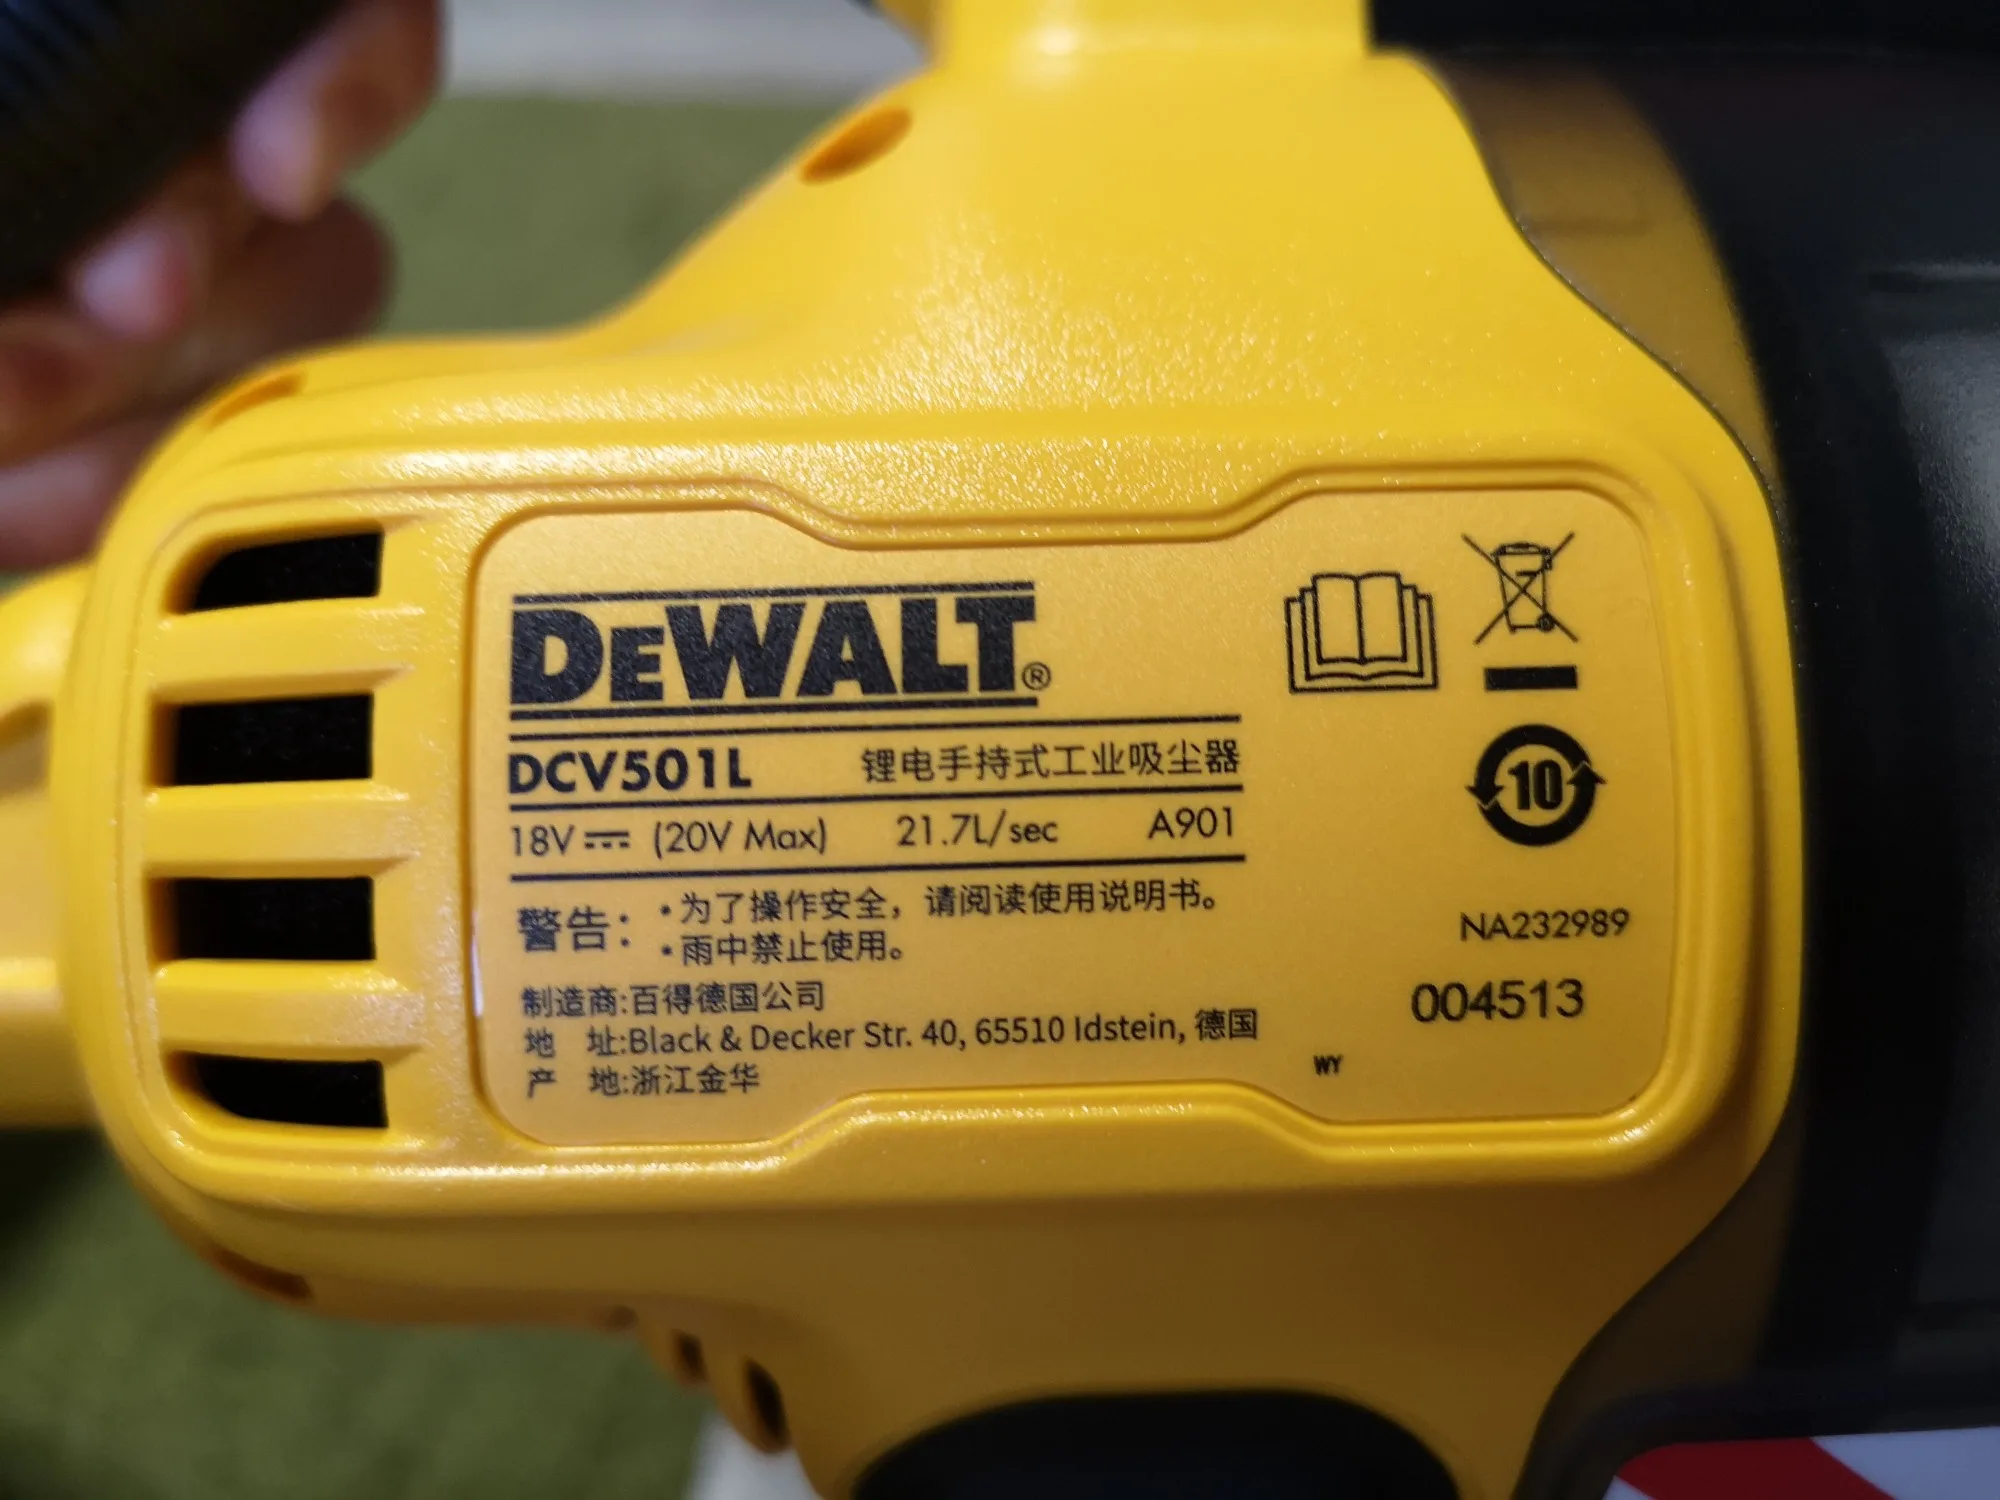 DEWALT®
DCV501L 锂电手持式工业吸尘器
18V (20V Max) 21.7L/sec A901
警告: ·为了操作安全，请阅读使用说明书。
·雨中禁止使用。
制造商:百得德国公司
地 址:Black & Decker Str. 40, 65510 Idstein, 德国
产 地:浙江金华
10
NA232989
004513
WY